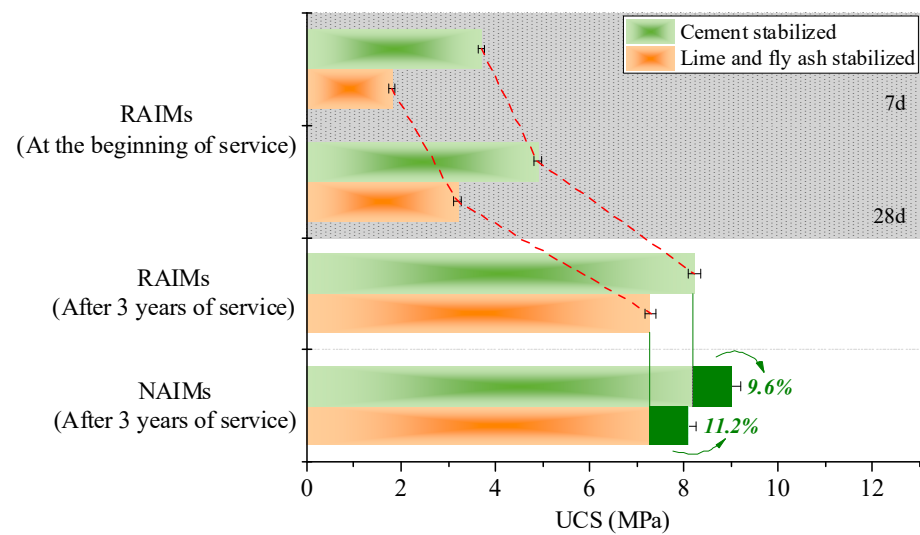 Cement stabilized
Lime and fly ash stabilized
7d
RAIMs
(At the beginning of service)
28d
RAIMs
(After 3 years of service)
NAIMs
(After 3 years of service)
9.6%
11.2%
0 2 4 6 8 10 12
UCS (MPa)